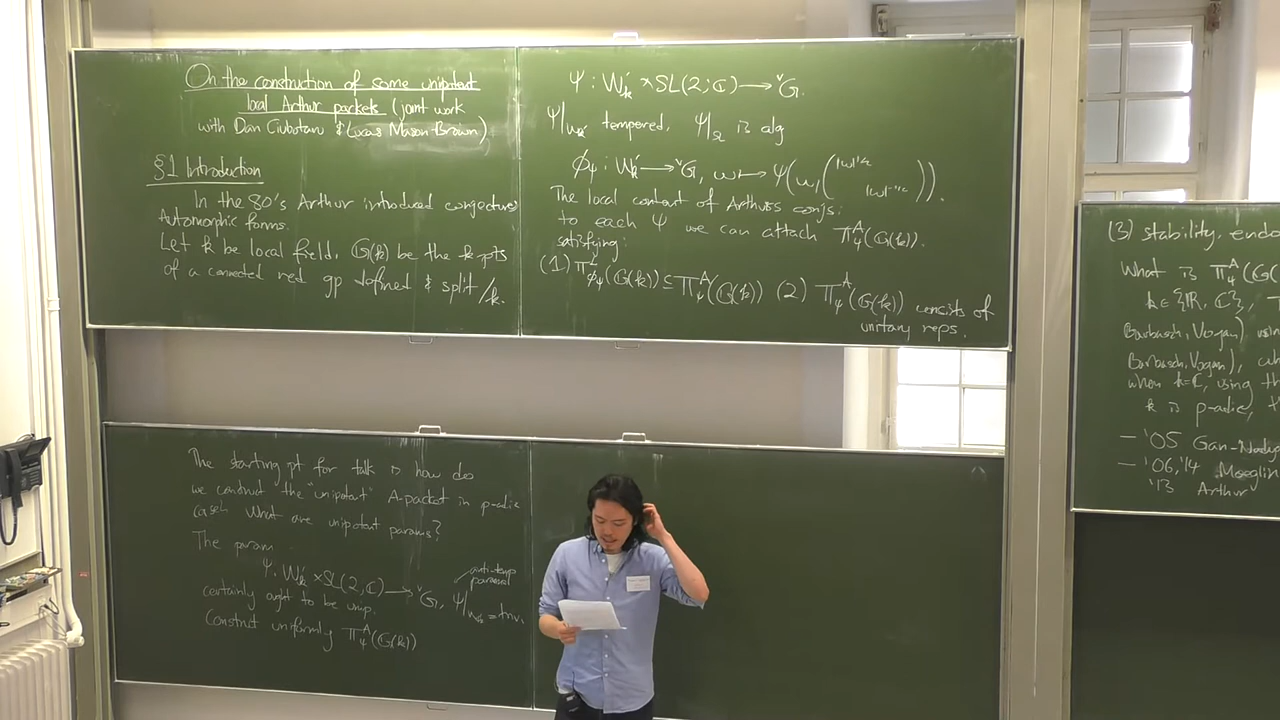 On the construction of some unipotent
local Arthur packets (joint work
with Dan Ciubotaru & Lucas Mason-Brown).
§1 Introduction
In the 80's Arthur introduced conjectures
Automorphic forms.
Let k be local field, G(k) be the k-pts
of a connected red gp defined & split /k.
Ψ : W'ₖ × SL(2; ℂ) → ᵛG.
Ψ|Wₖ' tempered, Ψ|SL is alg
ϕ_Ψ : W'ₖ → ᵛG, w ↦ Ψ(w, (|w|^{1/2} |w|^{-1/2})).
The local content of Arthur's conjs:
to each Ψ we can attach Π^A_Ψ(G(k)).
satisfying:
(1) Π^L_{ϕ_Ψ}(G(k)) ⊆ Π^A_Ψ(G(k)) (2) Π^A_Ψ(G(k)) consists of
unitary reps.
The starting pt for talk is how do
we construct the "unipotent" A-packet in p-adic
case? What are unipotent params?
The param
Ψ : W'ₖ × SL(2, ℂ) → ᵛG, Ψ|Wₖ' = triv.
anti-temp
param
certainly ought to be unip.
Construct uniformly Π^A_Ψ(G(k))
(3) stability, endo
What is Π^A_Ψ(G(
k ∈ {ℝ, ℂ},
Barbasch, Vogan) usin
Barbasch, Vogan),
when k=ℂ, using th
k is p-adic, t
— '05 Gan-
— '06, '14 Moeglin
'13 Arthur